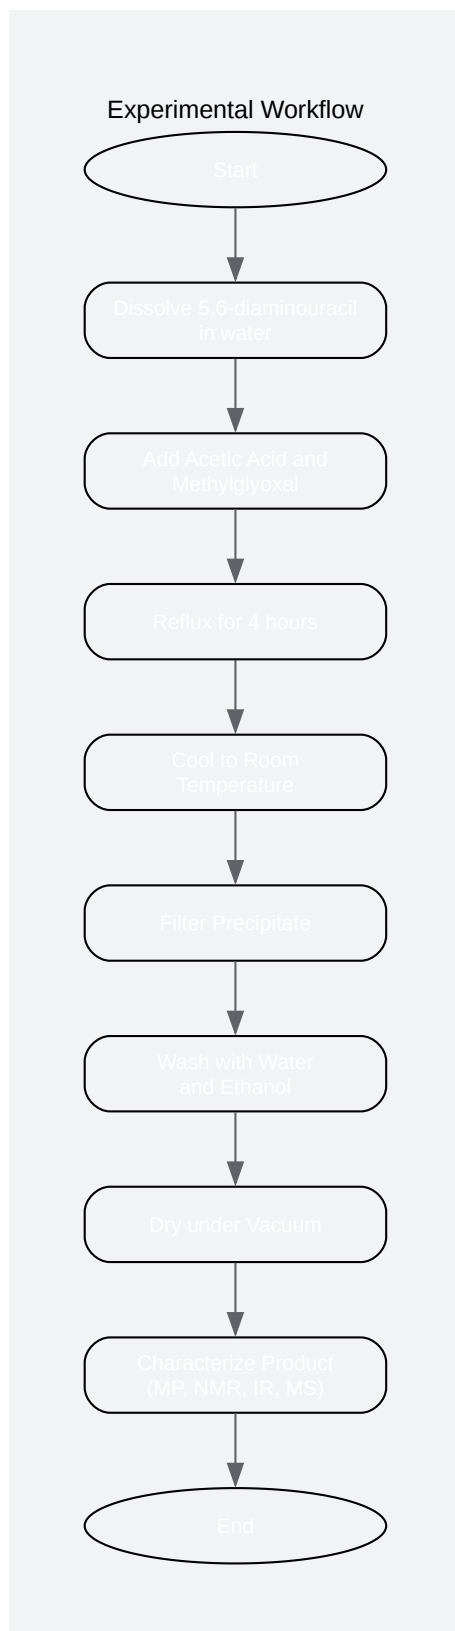 Experimental Workflow
Start
Dissolve 5,6-diaminouracil
in water
Add Acetic Acid and
Methylglyoxal
Reflux for 4 hours
Cool to Room
Temperature
Filter Precipitate
Wash with Water
and Ethanol
Dry under Vacuum
Characterize Product
(MP, NMR, IR, MS)
End